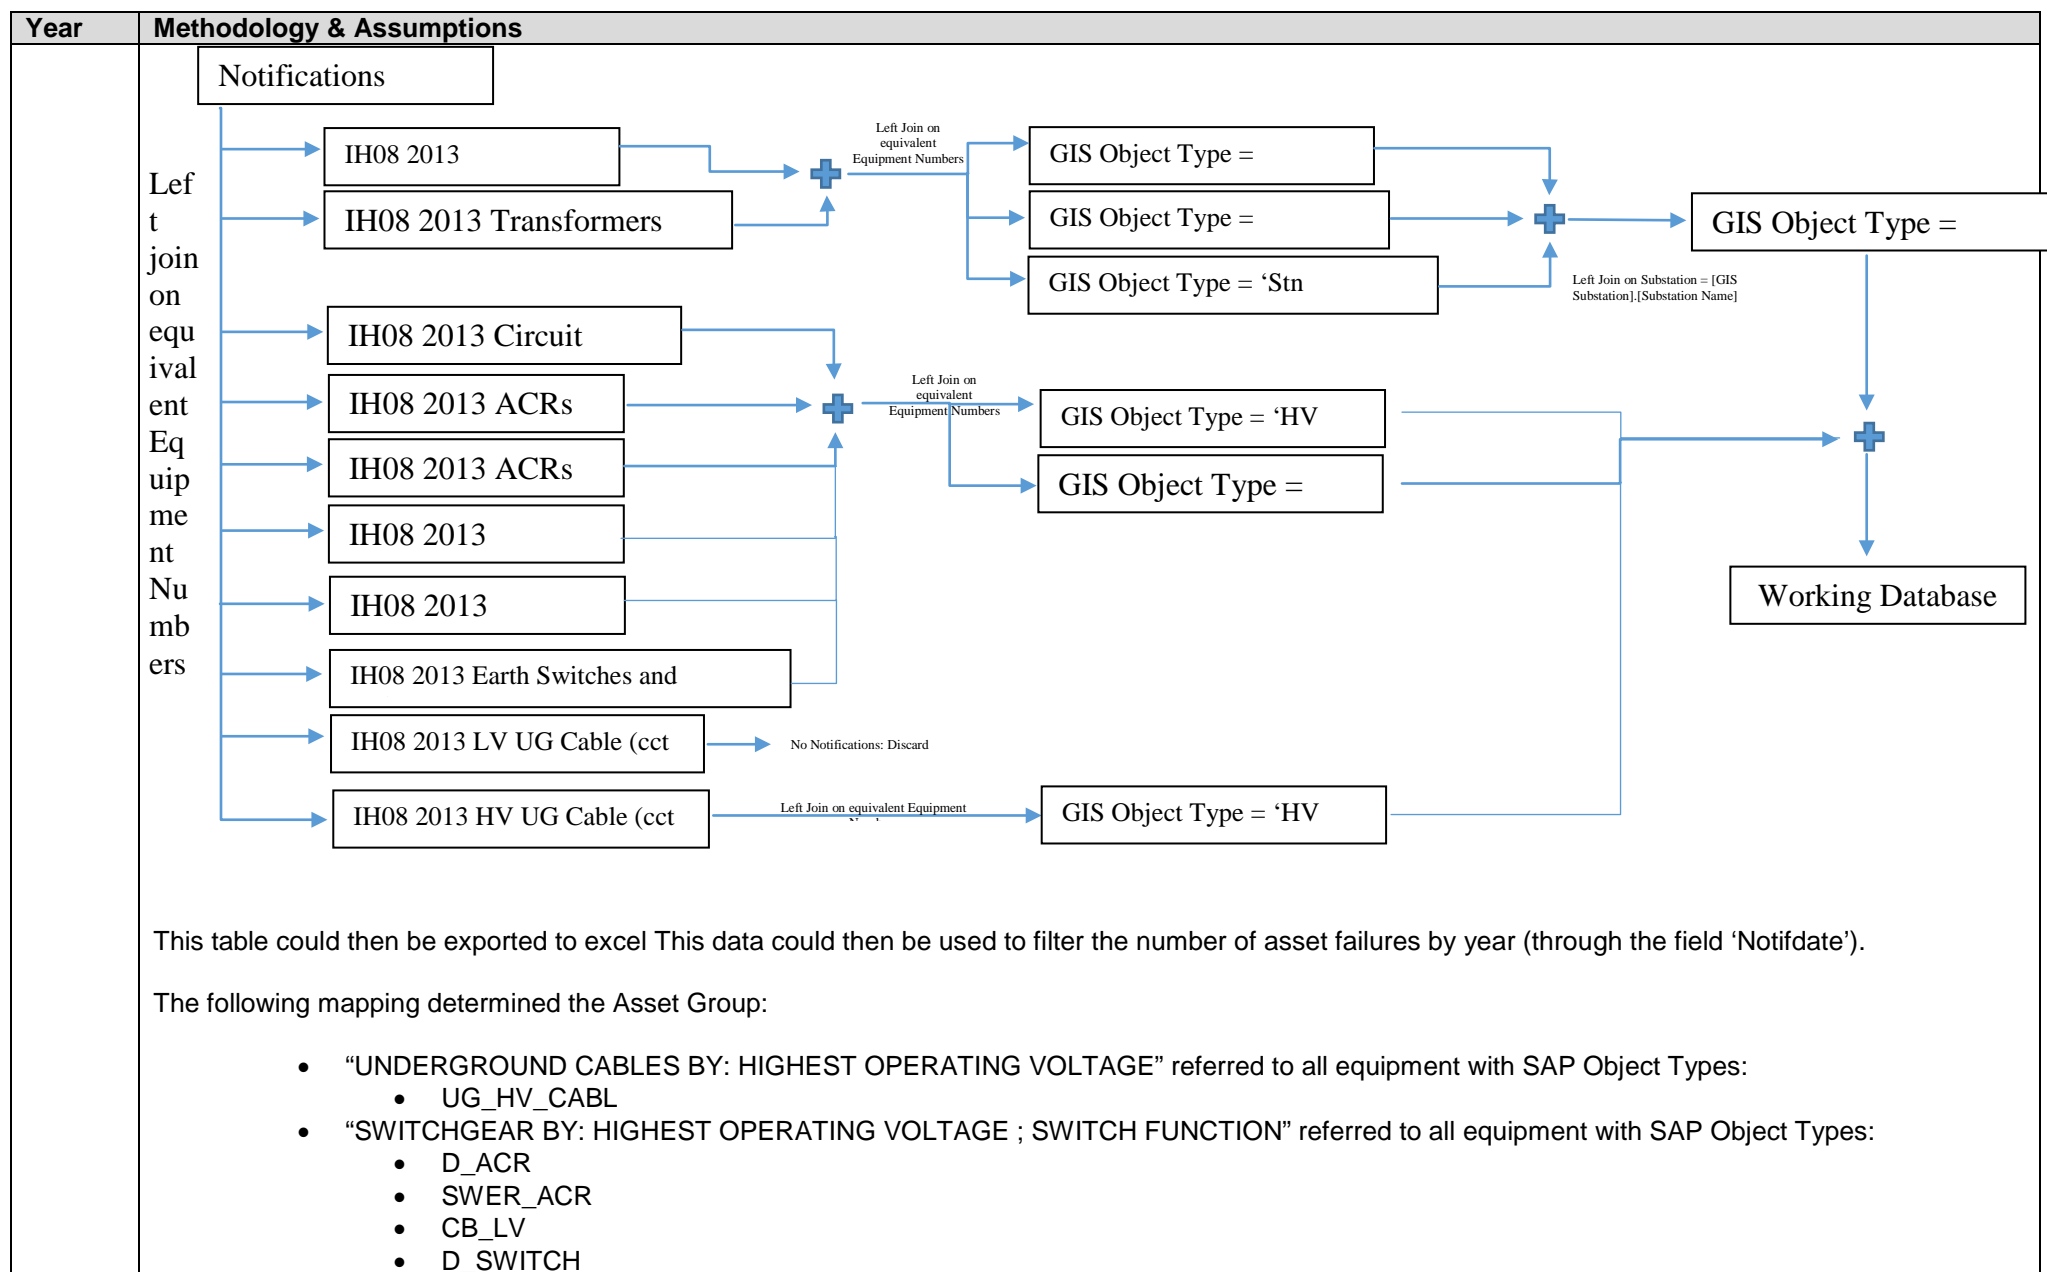 Year
Methodology & Assumptions
Notifications
Lef
t
join
on
equ
ival
ent
Eq
uip
me
nt
Nu
mb
ers
IH08 2013
IH08 2013 Transformers
IH08 2013 Circuit
IH08 2013 ACRs
IH08 2013 ACRs
IH08 2013
IH08 2013
IH08 2013 Earth Switches and
IH08 2013 LV UG Cable (cct
IH08 2013 HV UG Cable (cct
Left Join on
equivalent
Equipment Numbers
GIS Object Type =
GIS Object Type =
GIS Object Type = ‘Stn
GIS Object Type =
Left Join on Substation = [GIS
Substation].[Substation Name]
Left Join on
equivalent
Equipment Numbers
GIS Object Type = ‘HV
GIS Object Type =
No Notifications: Discard
Left Join on equivalent Equipment
GIS Object Type = ‘HV
Working Database
This table could then be exported to excel This data could then be used to filter the number of asset failures by year (through the field ‘Notifdate’).
The following mapping determined the Asset Group:
• “UNDERGROUND CABLES BY: HIGHEST OPERATING VOLTAGE” referred to all equipment with SAP Object Types:
• UG_HV_CABL
• “SWITCHGEAR BY: HIGHEST OPERATING VOLTAGE ; SWITCH FUNCTION” referred to all equipment with SAP Object Types:
• D_ACR
• SWER_ACR
• CB_LV
• D_SWITCH